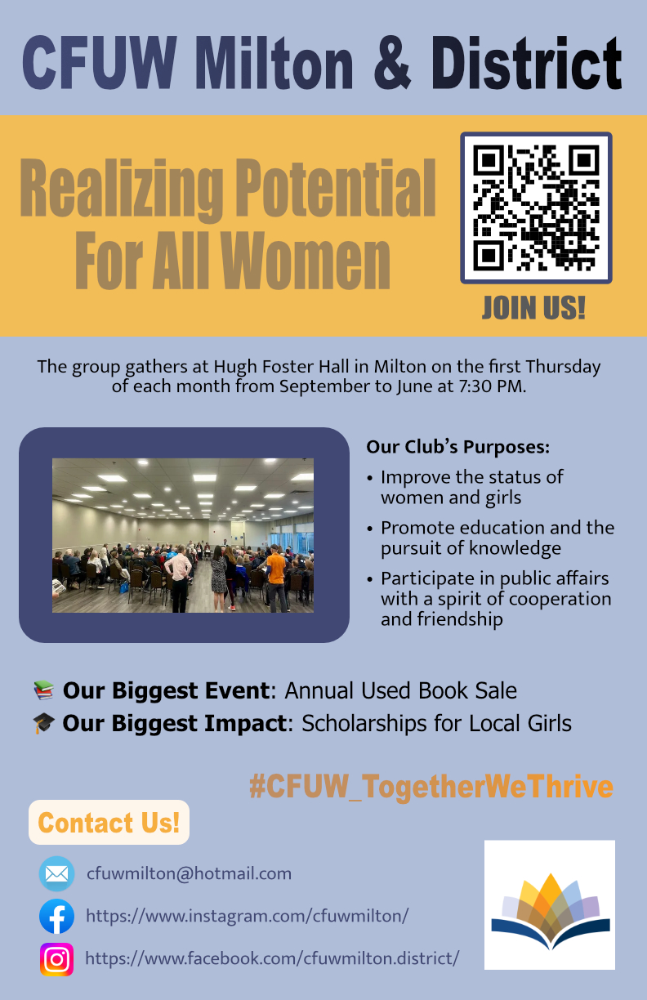 CFUW Milton & District
Realizing Potential
For All Women
JOIN US!
The group gathers at Hugh Foster Hall in Milton on the first Thursday
of each month from September to June at 7:30 PM.
Our Club’s Purposes:
• Improve the status of
women and girls
• Promote education and the
pursuit of knowledge
• Participate in public affairs
with a spirit of cooperation
and friendship
Our Biggest Event: Annual Used Book Sale
Our Biggest Impact: Scholarships for Local Girls
#CFUW_TogetherWeThrive
Contact Us!
cfuwmilton@hotmail.com
https://www.instagram.com/cfuwmilton/
https://www.facebook.com/cfuwmilton.district/